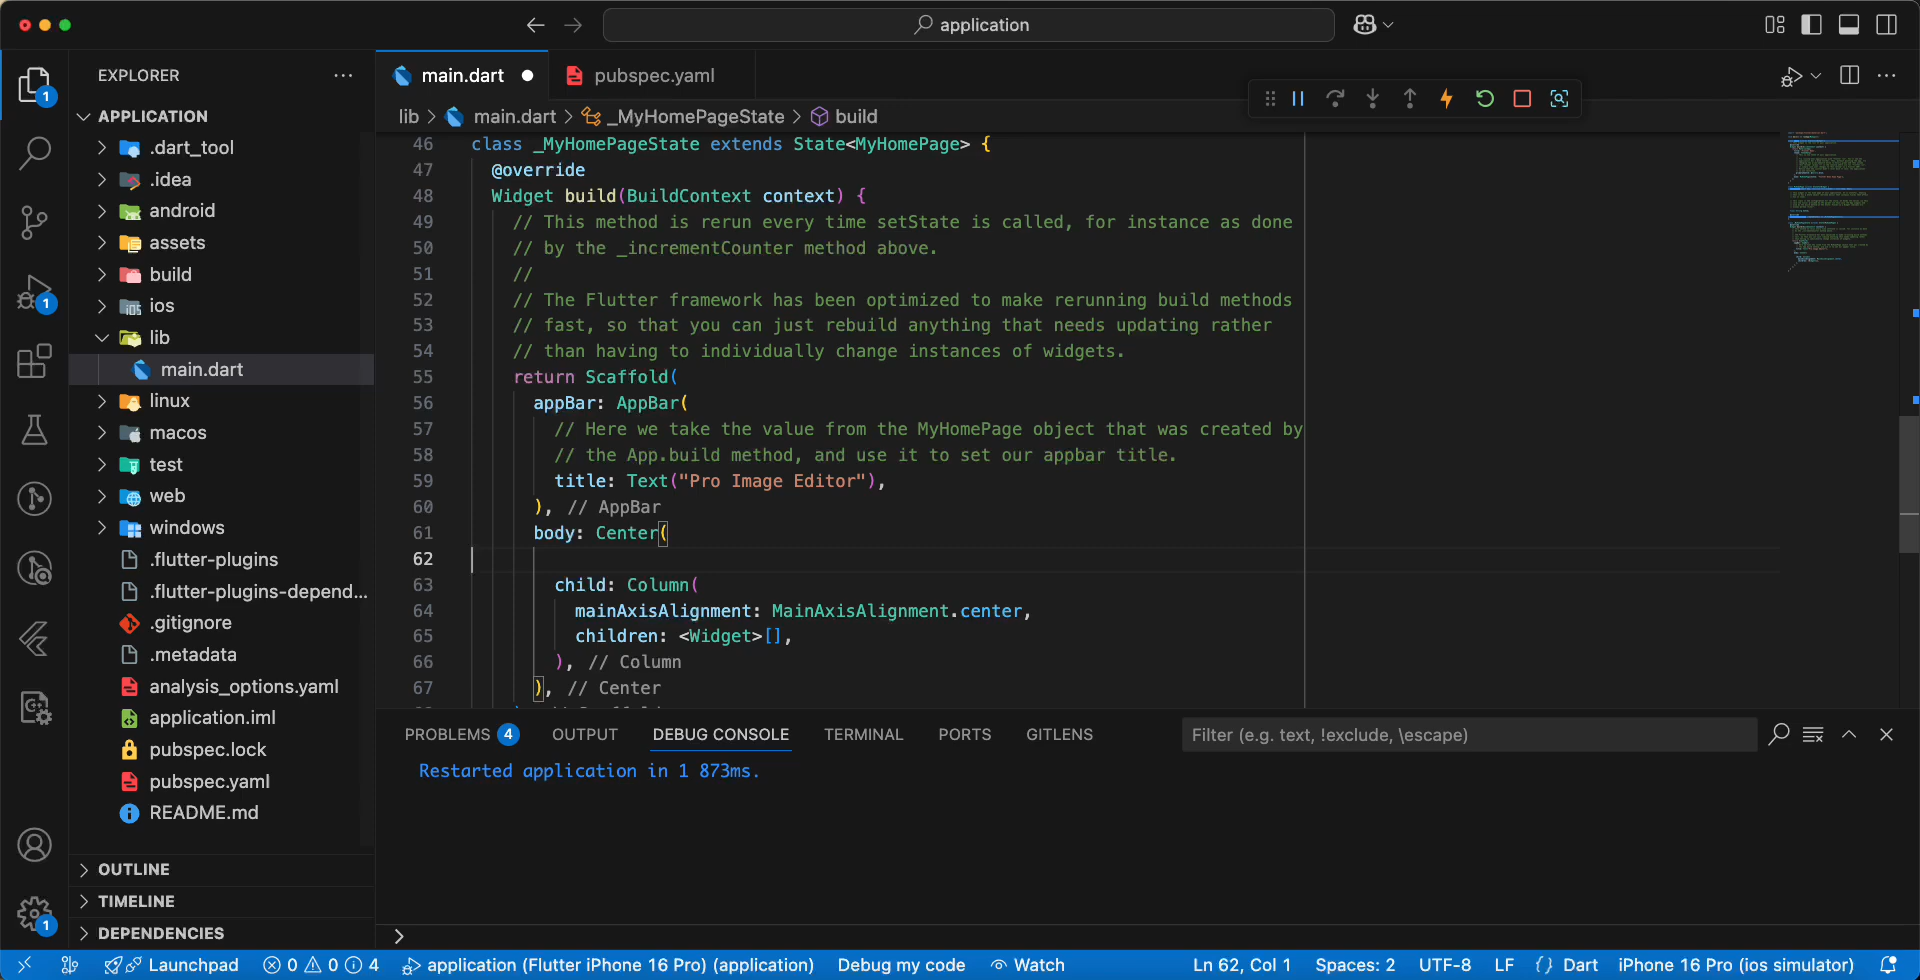 application
EXPLORER
APPLICATION
.dart_tool
.idea
android
assets
build
ios
lib
main.dart
linux
macos
test
web
windows
.flutter-plugins
.flutter-plugins-depend...
.gitignore
.metadata
analysis_options.yaml
application.iml
pubspec.lock
pubspec.yaml
README.md
OUTLINE
TIMELINE
DEPENDENCIES
1
1
1
main.dart
pubspec.yaml
lib > main.dart > _MyHomePageState > build
46 class _MyHomePageState extends State<MyHomePage> {
47 @override
48 Widget build(BuildContext context) {
49 // This method is rerun every time setState is called, for instance as done
50 // by the _incrementCounter method above.
51 //
52 // The Flutter framework has been optimized to make rerunning build methods
53 // fast, so that you can just rebuild anything that needs updating rather
54 // than having to individually change instances of widgets.
55 return Scaffold(
56 appBar: AppBar(
57 // Here we take the value from the MyHomePage object that was created by
58 // the App.build method, and use it to set our appbar title.
59 title: Text("Pro Image Editor"),
60 ), // AppBar
61 body: Center(
62
63 child: Column(
64 mainAxisAlignment: MainAxisAlignment.center,
65 children: <Widget>[],
66 ), // Column
67 ), // Center
PROBLEMS 4 OUTPUT DEBUG CONSOLE TERMINAL PORTS GITLENS
Filter (e.g. text, !exclude, \escape)
Restarted application in 1 873ms.
>
Launchpad 0 0 4 application (Flutter iPhone 16 Pro) (application) Debug my code Watch Ln 62, Col 1 Spaces: 2 UTF-8 LF {} Dart iPhone 16 Pro (ios simulator)